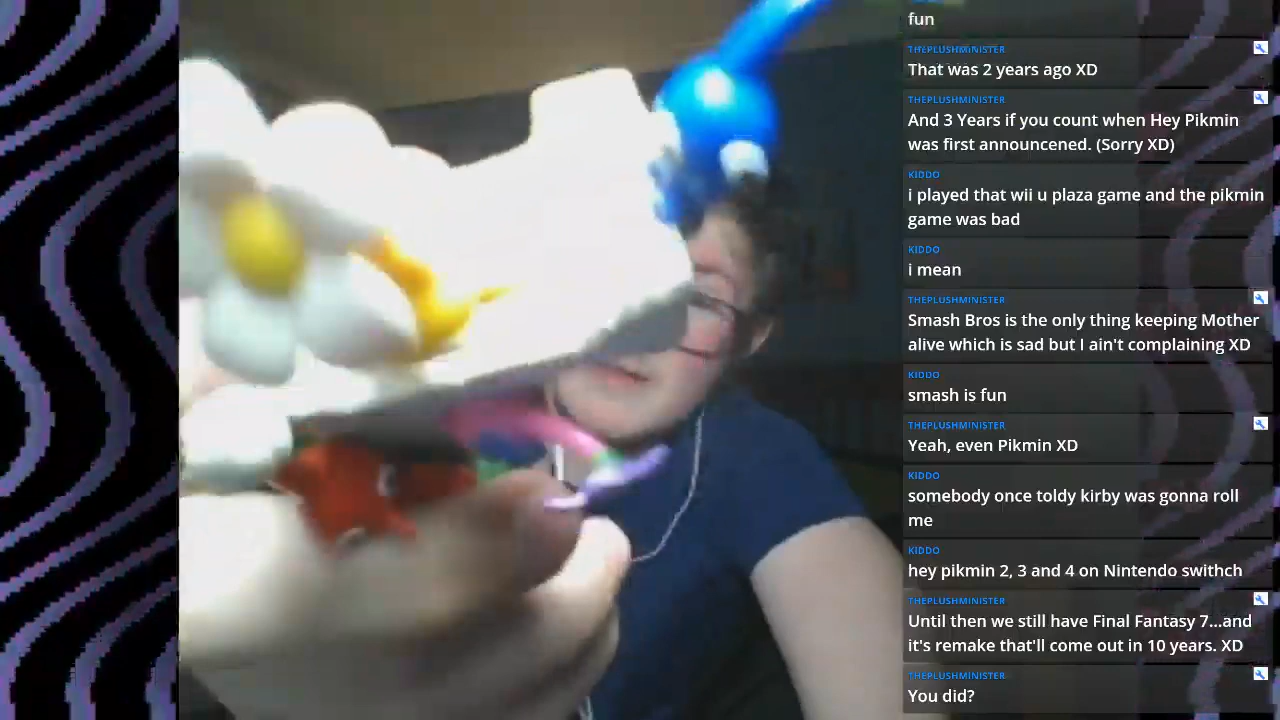 fun
THEPLUSHMINISTER
That was 2 years ago XD
THEPLUSHMINISTER
And 3 Years if you count when Hey Pikmin
was first announcened. (Sorry XD)
KIDDO
i played that wii u plaza game and the pikmin
game was bad
KIDDO
i mean
THEPLUSHMINISTER
Smash Bros is the only thing keeping Mother
alive which is sad but I ain't complaining XD
KIDDO
smash is fun
THEPLUSHMINISTER
Yeah, even Pikmin XD
KIDDO
somebody once toldy kirby was gonna roll
me
KIDDO
hey pikmin 2, 3 and 4 on Nintendo swithch
THEPLUSHMINISTER
Until then we still have Final Fantasy 7...and
it's remake that'll come out in 10 years. XD
THEPLUSHMINISTER
You did?